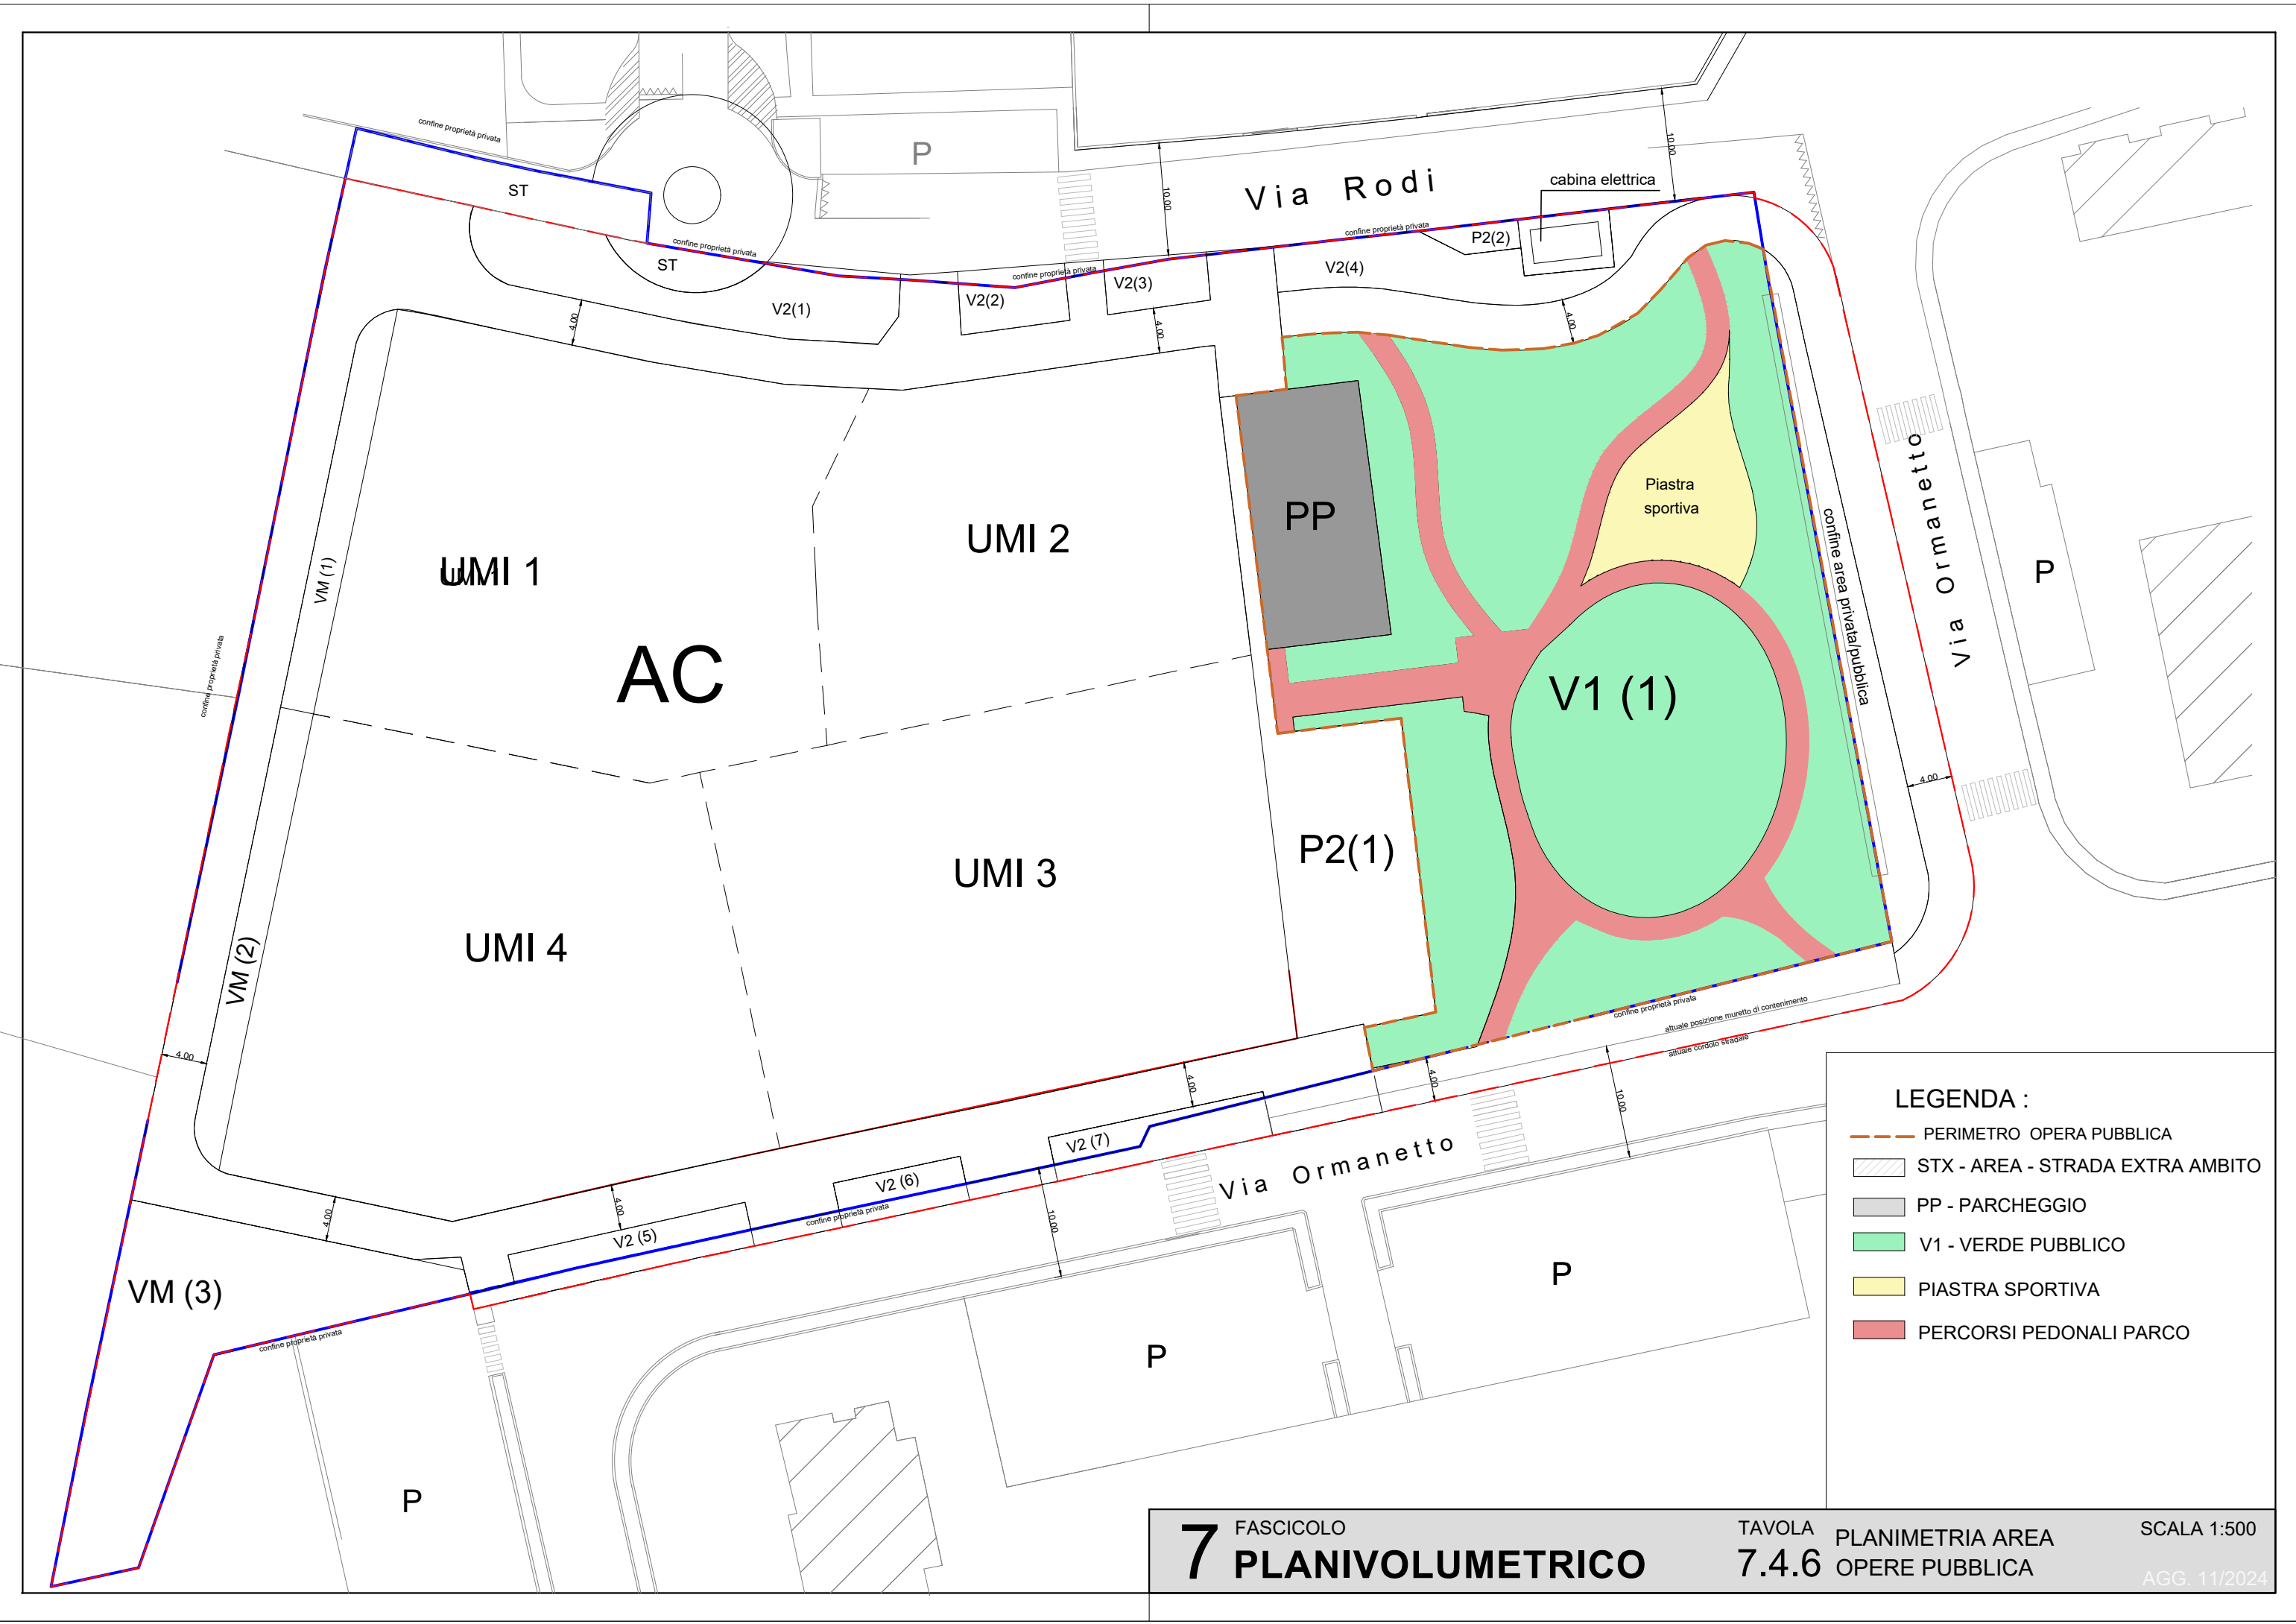 confine proprietà privata
P
ST
Via Rodi
10.00
10.00
cabina elettrica
confine proprietà privata
ST
confine proprietà privata
P2(2)
confine proprietà privata
V2(4)
V2(3)
V2(2)
V2(1)
4.00
4.00
4.00
PP
Piastra
sportiva
UMI 2
UMI 1
VM (1)
AC
confine proprietà privata
V1 (1)
confine area privata/pubblica
Via Ormanetto
P
4.00
P2(1)
UMI 3
UMI 4
VM (2)
4.00
confine proprietà privata
attuale posizione muretto di contenimento
attuale cordolo stradale
4.00
4.00
10.00
V2 (7)
Via Ormanetto
V2 (6)
V2 (5)
4.00
4.00
confine proprietà privata
10.00
VM (3)
confine proprietà privata
P
P
P
LEGENDA :
PERIMETRO OPERA PUBBLICA
STX - AREA - STRADA EXTRA AMBITO
PP - PARCHEGGIO
V1 - VERDE PUBBLICO
PIASTRA SPORTIVA
PERCORSI PEDONALI PARCO
7 FASCICOLO
PLANIVOLUMETRICO
TAVOLA
7.4.6
PLANIMETRIA AREA
OPERE PUBBLICA
SCALA 1:500
AGG. 11/2024